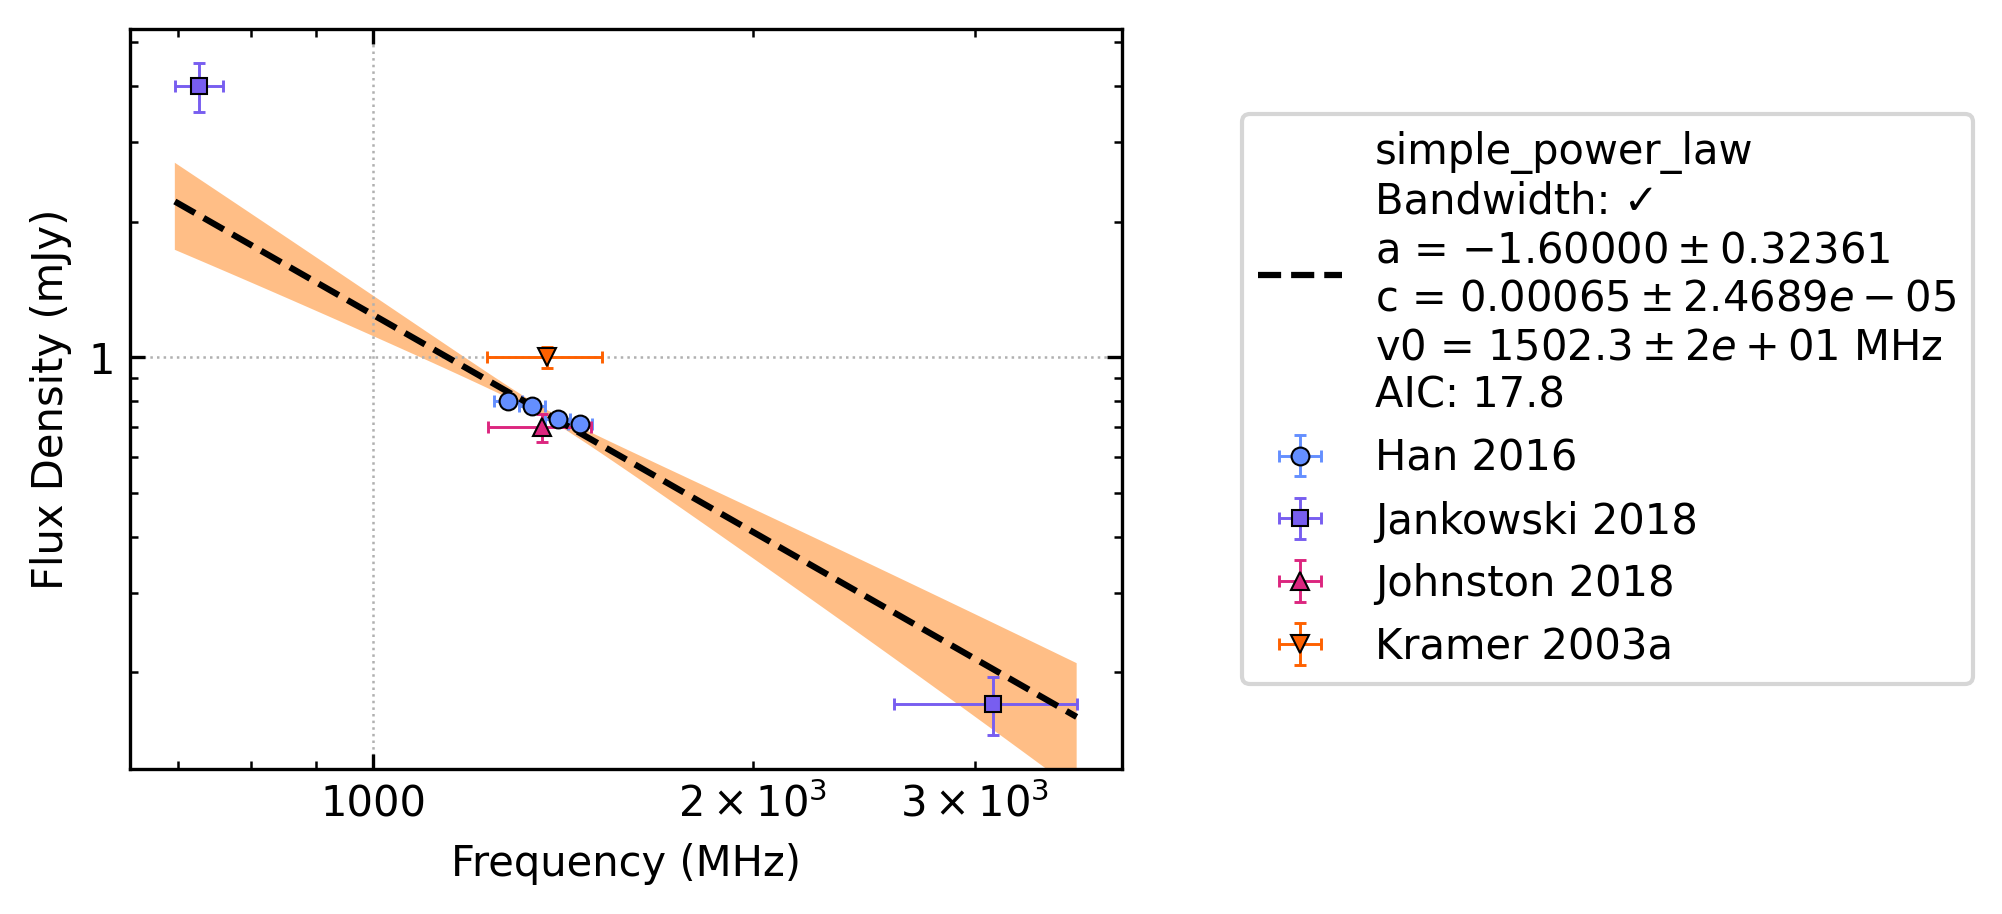 Flux Density (mJy)
1
1000
2 × 10³
3 × 10³
Frequency (MHz)
simple_power_law
Bandwidth: ✓
a = −1.60000 ± 0.32361
c = 0.00065 ± 2.4689e − 05
v0 = 1502.3 ± 2e + 01 MHz
AIC: 17.8
Han 2016
Jankowski 2018
Johnston 2018
Kramer 2003a